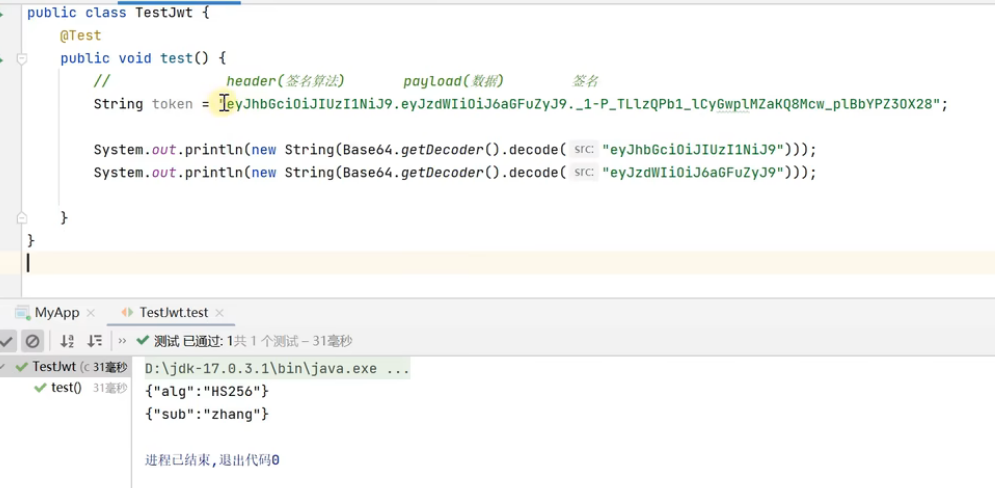 public class TestJwt {
@Test
public void test() {
// header(签名算法) payload(数据) 签名
String token = "eyJhbGciOiJIUzI1NiJ9.eyJzdWIiOiJ6aGFuZyJ9._1-P_TLlzQPb1_lCyGwplMZaKQ8Mcw_plBbYPZ3OX28";
System.out.println(new String(Base64.getDecoder().decode( src: "eyJhbGciOiJIUzI1NiJ9")));
System.out.println(new String(Base64.getDecoder().decode( src: "eyJzdWIiOiJ6aGFuZyJ9")));
}
}
MyApp × TestJwt.test ×
» 测试 已通过: 1共 1 个测试 – 31毫秒
TestJwt (c 31毫秒
test() 31毫秒
D:\jdk-17.0.3.1\bin\java.exe ...
{"alg":"HS256"}
{"sub":"zhang"}
进程已结束,退出代码0